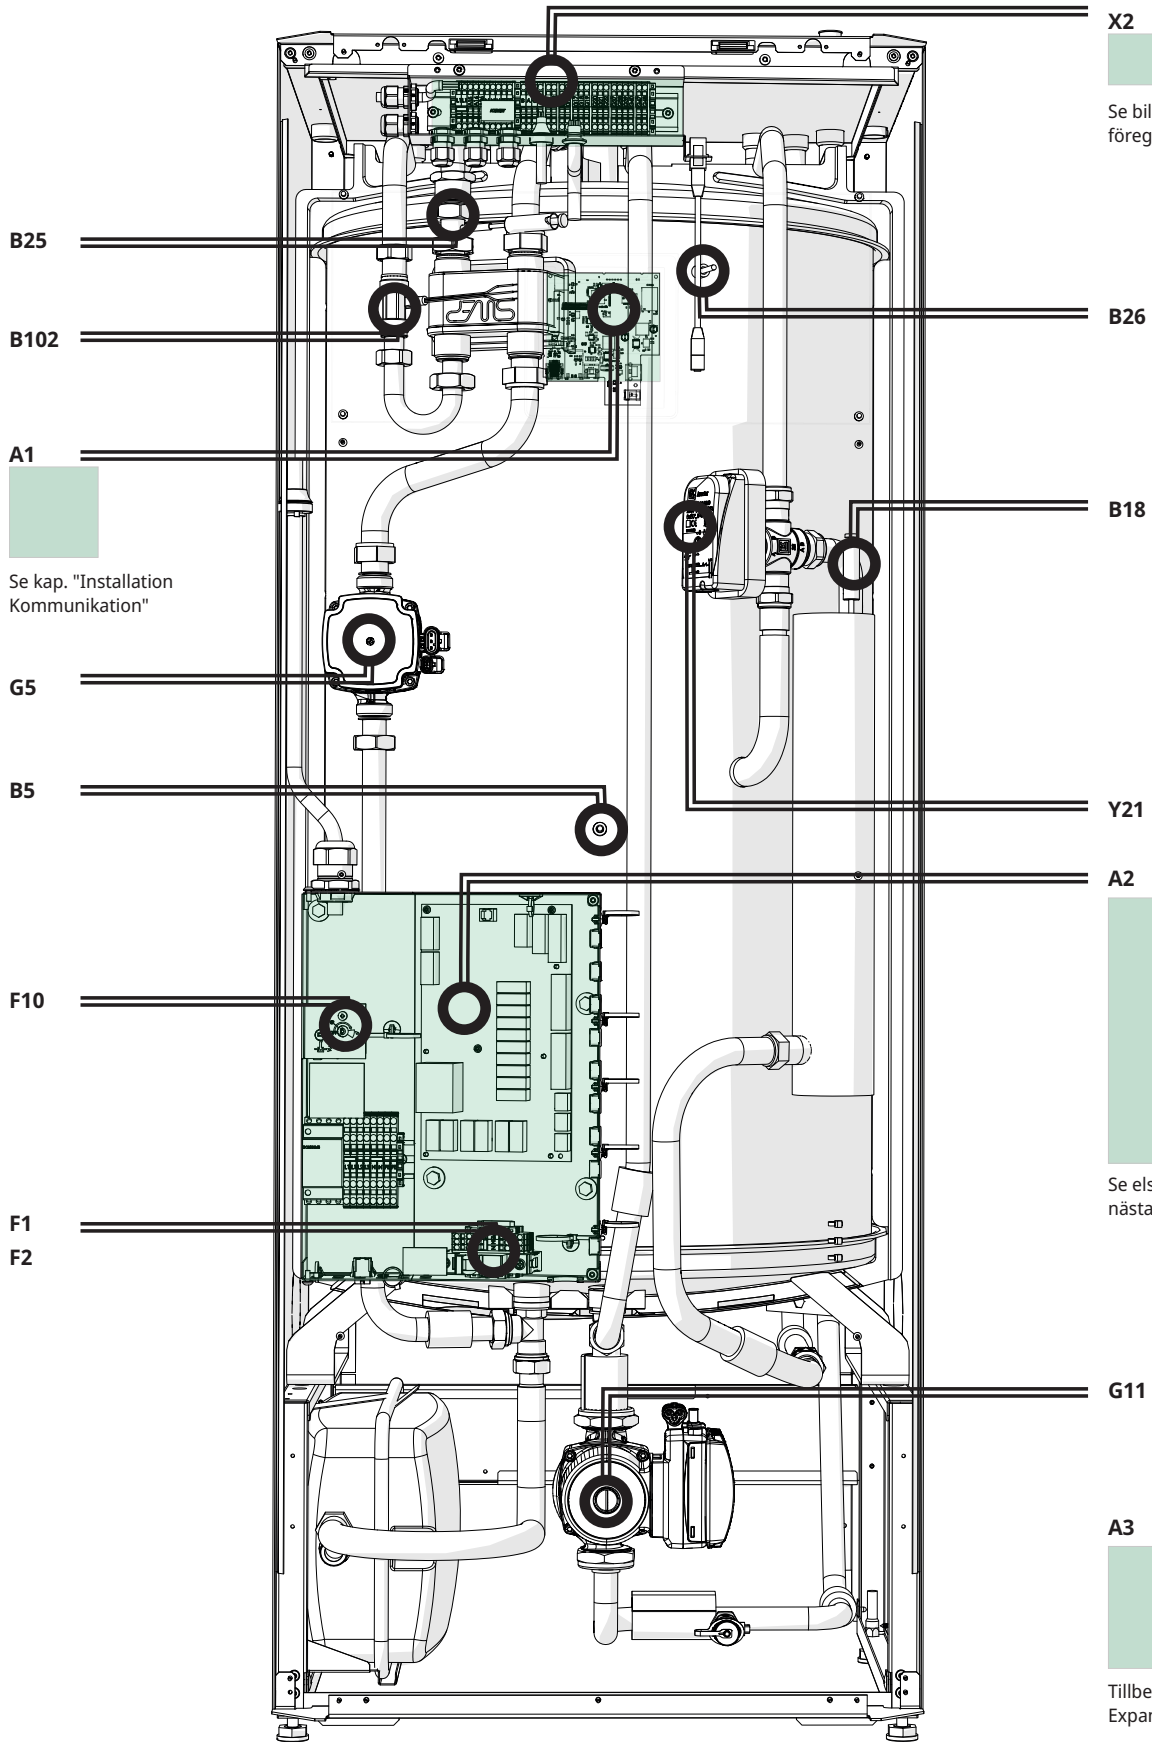 X2
Se bil
föreg
B25
B102
B26
A1
Se kap. "Installation
Kommunikation"
B18
G5
B5
Y21
A2
F10
Se els
nästa
F1
F2
G11
A3
Tillbe
Expar